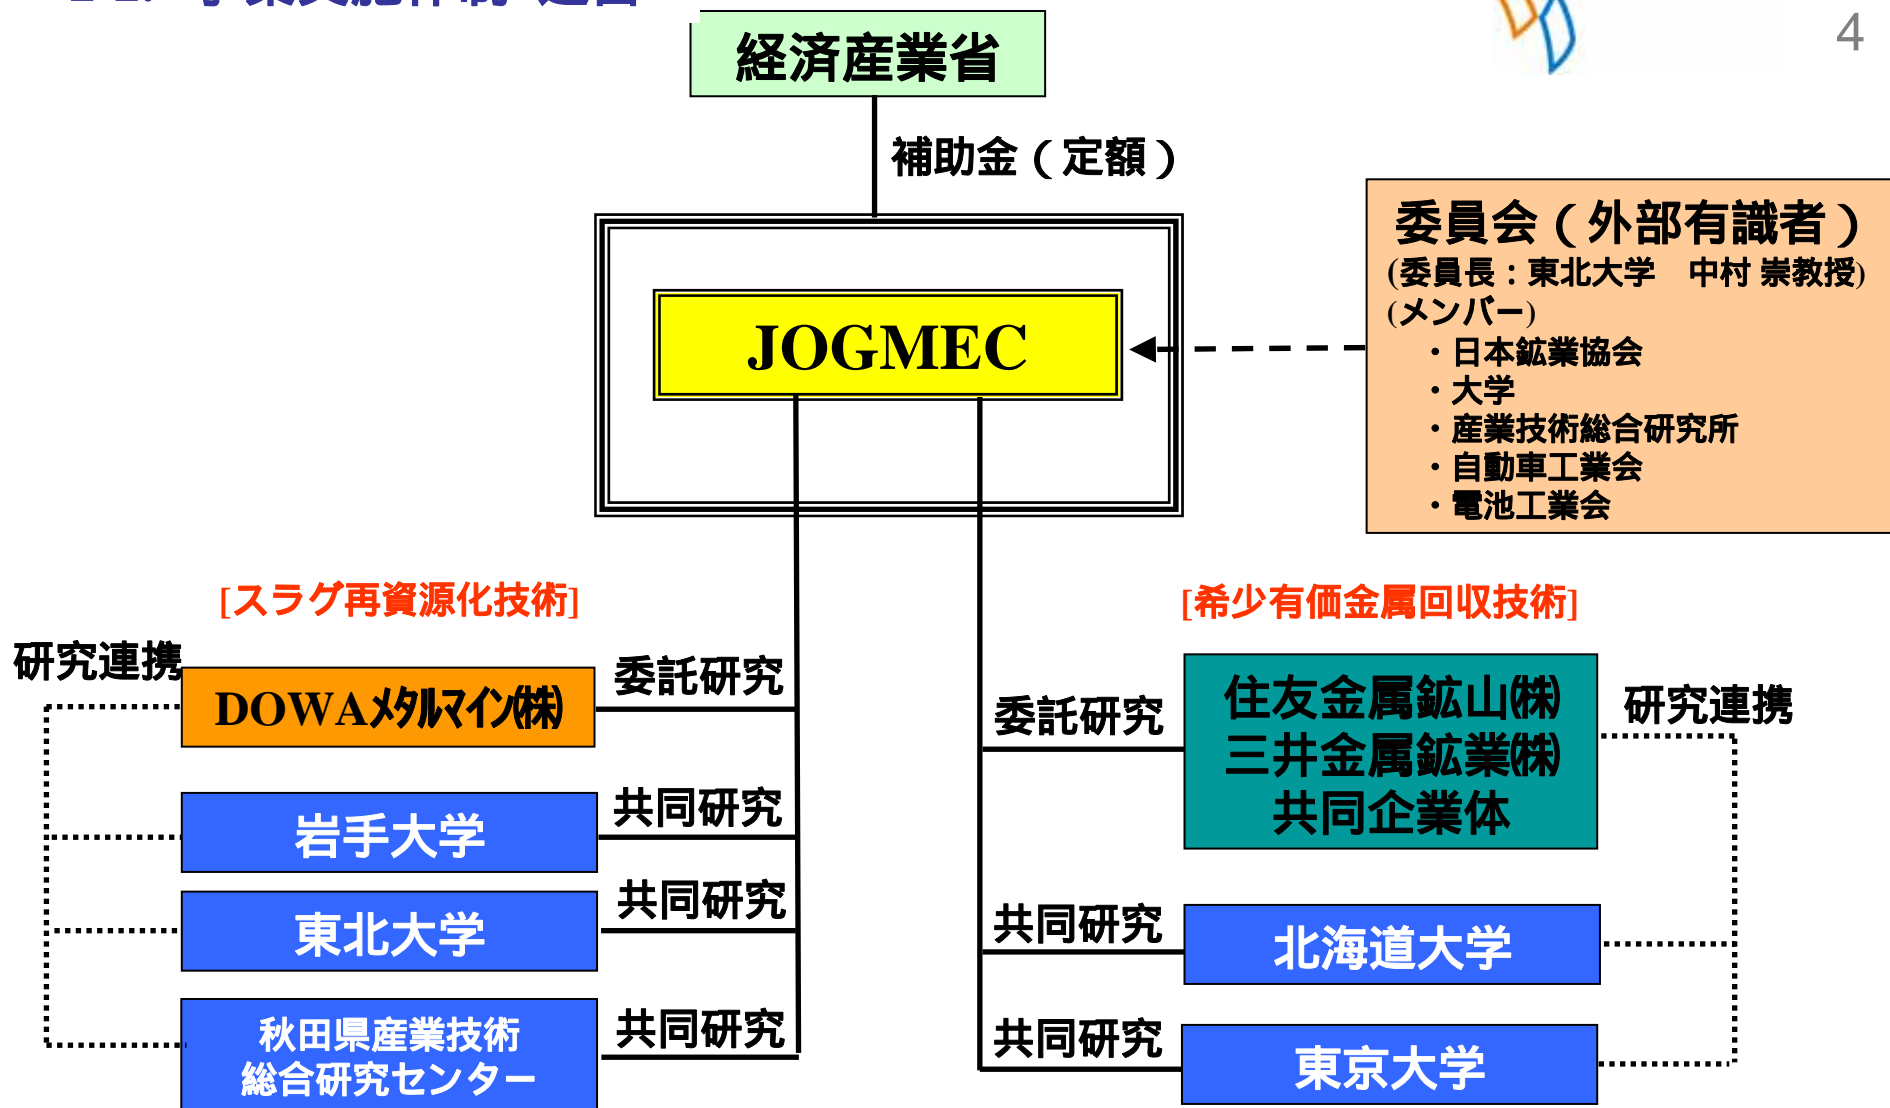 4
経済産業省
補助金（定額）
委員会（外部有識者）
(委員長：東北大学　中村 崇教授)
(メンバー)
・日本鉱業協会
・大学
・産業技術総合研究所
・自動車工業会
・電池工業会
JOGMEC
[スラグ再資源化技術]
研究連携
DOWAメタルマイン㈱
委託研究
岩手大学
共同研究
東北大学
共同研究
秋田県産業技術
総合研究センター
共同研究
[希少有価金属回収技術]
委託研究
住友金属鉱山㈱
三井金属鉱業㈱
共同企業体
研究連携
共同研究
北海道大学
共同研究
東京大学